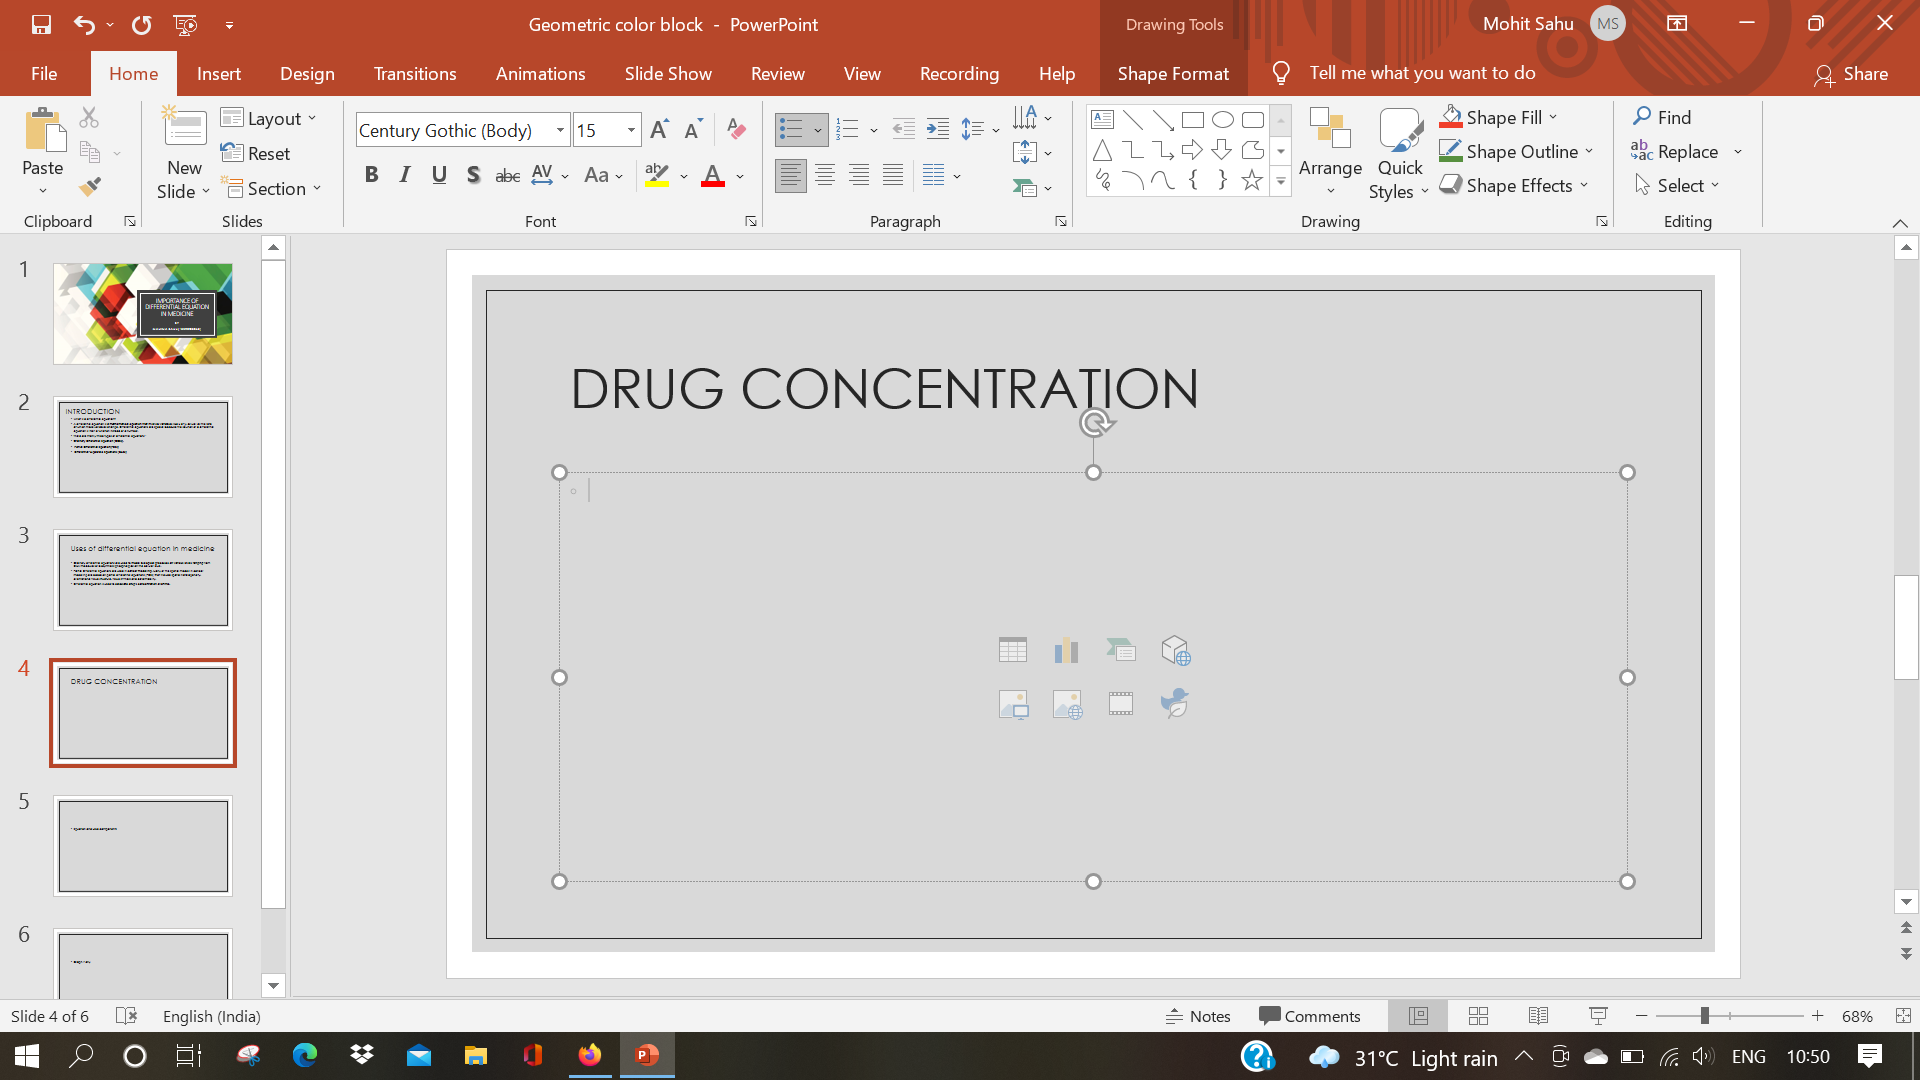 Geometric color block - PowerPoint
Drawing Tools
Mohit Sahu
MS
File
Home
Insert
Design
Transitions
Animations
Slide Show
Review
View
Recording
Help
Shape Format
Tell me what you want to do
Share
Paste
New
Slide
Layout
Reset
Section
Century Gothic (Body)
15
B I U S abc AV Aa A
Arrange
Quick
Styles
Shape Fill
Shape Outline
Shape Effects
Find
Replace
Select
Clipboard
Slides
Font
Paragraph
Drawing
Editing
1
IMPORTANCE OF
DIFFERENTIAL EQUATION
IN MEDICINE
2
INTRODUCTION
3
Uses of differential equation in medicine
4
DRUG CONCENTRATION
5
6
DRUG CONCENTRATION
Slide 4 of 6
English (India)
Notes
Comments
68%
31°C Light rain
ENG
10:50